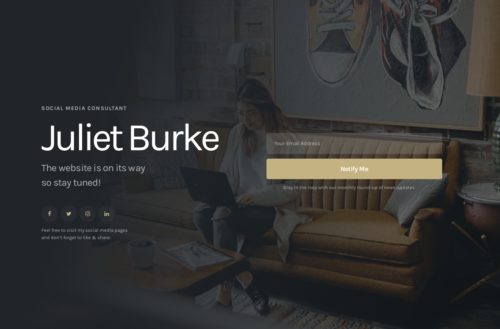 SOCIAL MEDIA CONSULTANT
Juliet Burke
The website is on its way
so stay tuned!
Feel free to visit my social media pages
and don't forget to like & share.
Your Email Address
Notify Me
Stay in the loop with our monthly round-up of news updates.